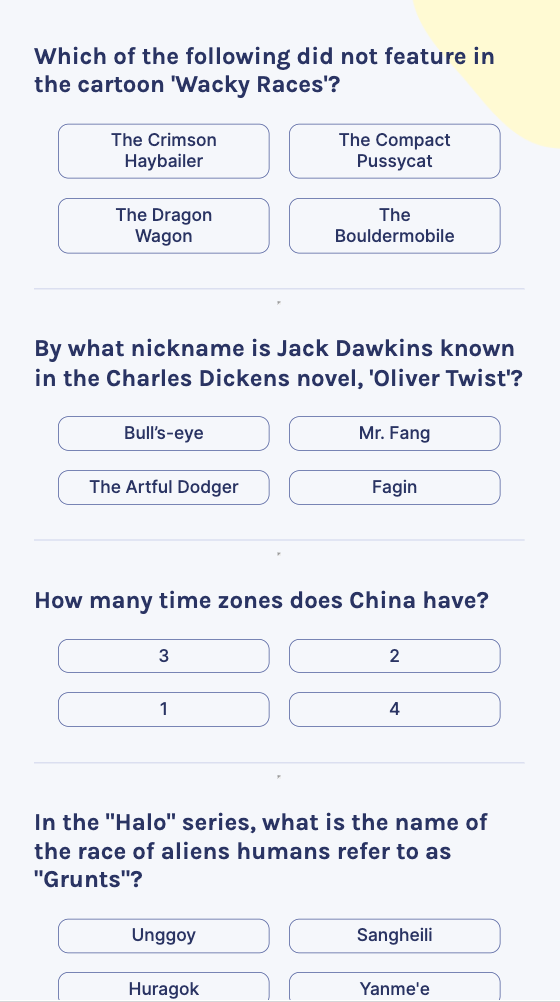 Which of the following did not feature in
the cartoon 'Wacky Races'?
The Crimson
Haybailer
The Compact
Pussycat
The Dragon
Wagon
The
Bouldermobile
By what nickname is Jack Dawkins known
in the Charles Dickens novel, 'Oliver Twist'?
Bull’s-eye
Mr. Fang
The Artful Dodger
Fagin
How many time zones does China have?
3
2
1
4
In the "Halo" series, what is the name of
the race of aliens humans refer to as
"Grunts"?
Unggoy
Sangheili
Huragok
Yanme'e